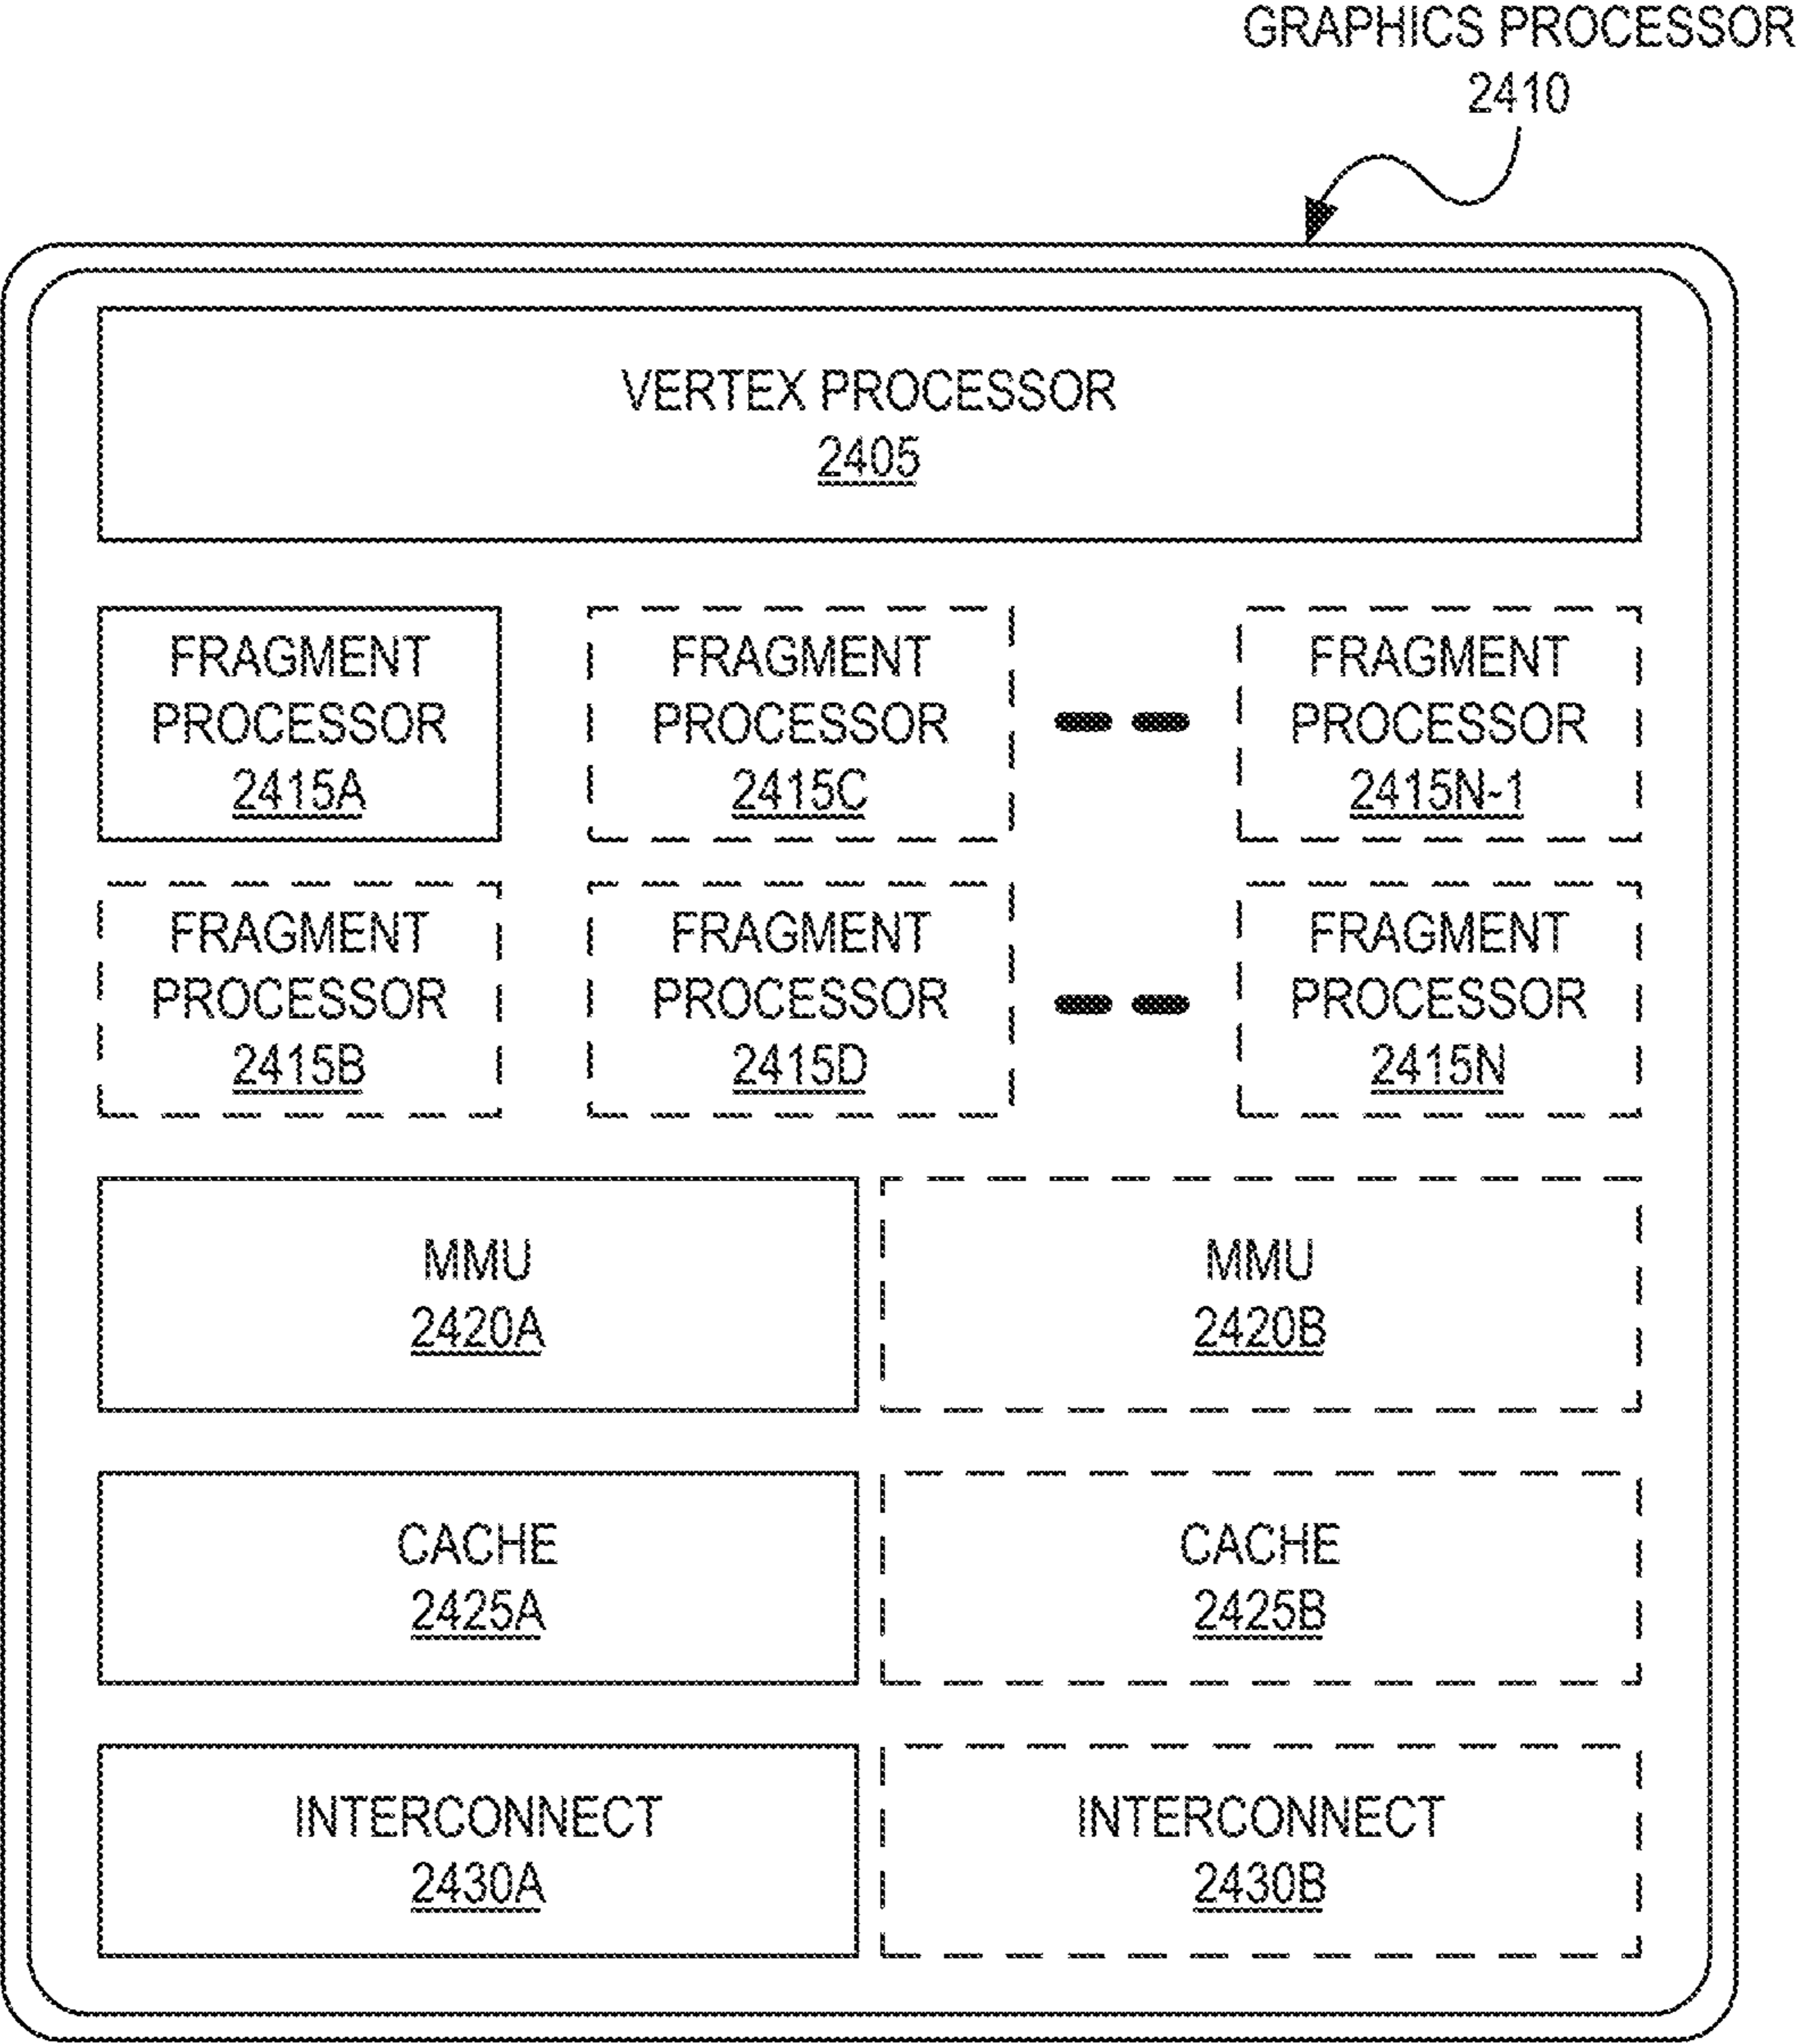 GRAPHICS PROCESSOR
2410
VERTEX PROCESSOR
2405
FRAGMENT
PROCESSOR
2415A
FRAGMENT
PROCESSOR
2415C
FRAGMENT
PROCESSOR
2415N-1
FRAGMENT
PROCESSOR
2415B
FRAGMENT
PROCESSOR
2415D
FRAGMENT
PROCESSOR
2415N
MMU
2420A
MMU
2420B
CACHE
2425A
CACHE
2425B
INTERCONNECT
2430A
INTERCONNECT
2430B